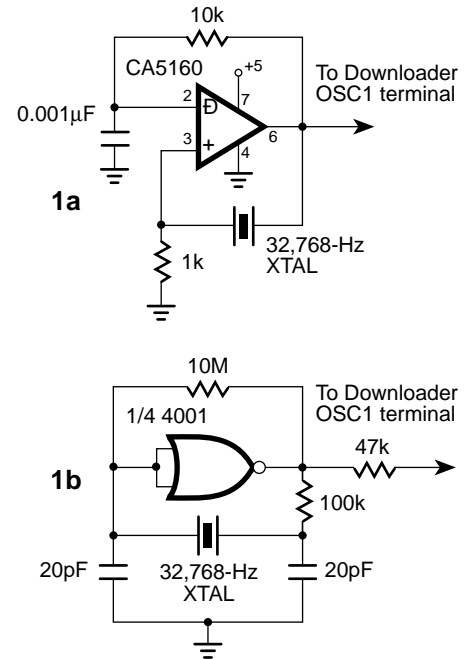 10k
CA5160
+5
To Downloader
OSC1 terminal
2
Đ
7
0.001µF
6
3
+
4
1a
32,768-Hz
XTAL
1k
10M
To Downloader
OSC1 terminal
1/4 4001
47k
1b
100k
20pF
32,768-Hz
XTAL
20pF